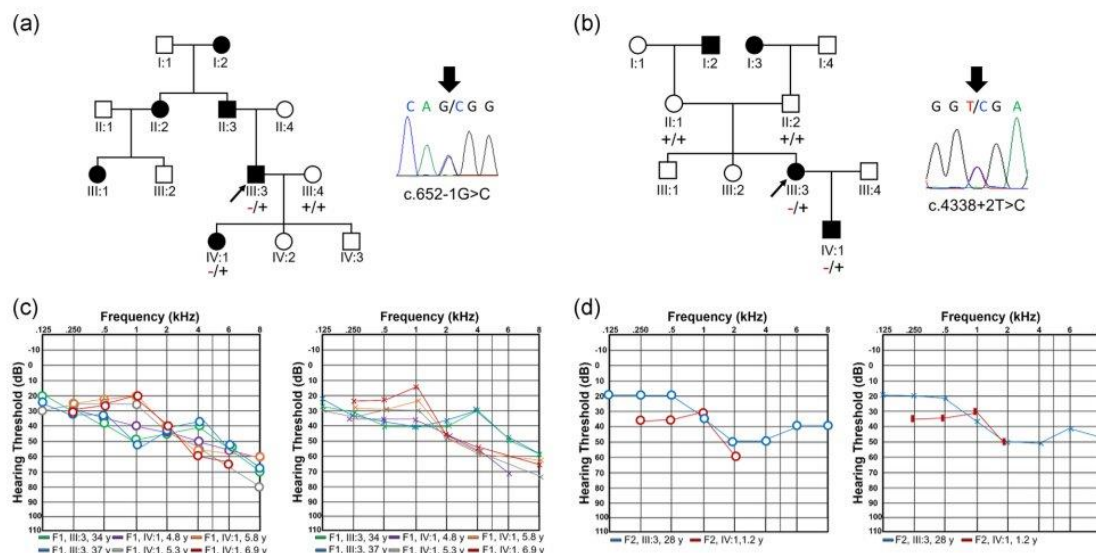 (a)
I:1 I:2
II:1 II:2 II:3 II:4
III:1 III:2 III:3 III:4
-/+ +/+
IV:1 IV:2 IV:3
-/+
C A G/C G G
c.652-1G>C
(b)
I:1 I:2 I:3 I:4
II:1 II:2
+/+ +/+
III:1 III:2 III:3 III:4
-/+
IV:1
-/+
G G T/C G A
c.4338+2T>C
(c)
Frequency (kHz)
.125 .250 .5 1 2 4 6 8
Hearing Threshold (dB)
-10
0
10
20
30
40
50
60
70
80
90
100
110
F1, III:3, 34 y F1, IV:1, 4.8 y F1, IV:1, 5.8 y
F1, III:3, 37 y F1, IV:1, 5.3 y F1, IV:1, 6.9 y
Frequency (kHz)
.125 .250 .5 1 2 4 6 8
Hearing Threshold (dB)
-10
0
10
20
30
40
50
60
70
80
90
100
110
F1, III:3, 34 y F1, IV:1, 4.8 y F1, IV:1, 5.8 y
F1, III:3, 37 y F1, IV:1, 5.3 y F1, IV:1, 6.9 y
(d)
Frequency (kHz)
.125 .250 .5 1 2 4 6 8
Hearing Threshold (dB)
-10
0
10
20
30
40
50
60
70
80
90
100
110
F2, III:3, 28 y F2, IV:1,1.2 y
Frequency (kHz)
.125 .250 .5 1 2 4 6
Hearing Threshold (dB)
-10
0
10
20
30
40
50
60
70
80
90
100
110
F2, III:3, 28 y F2, IV:1, 1.2 y